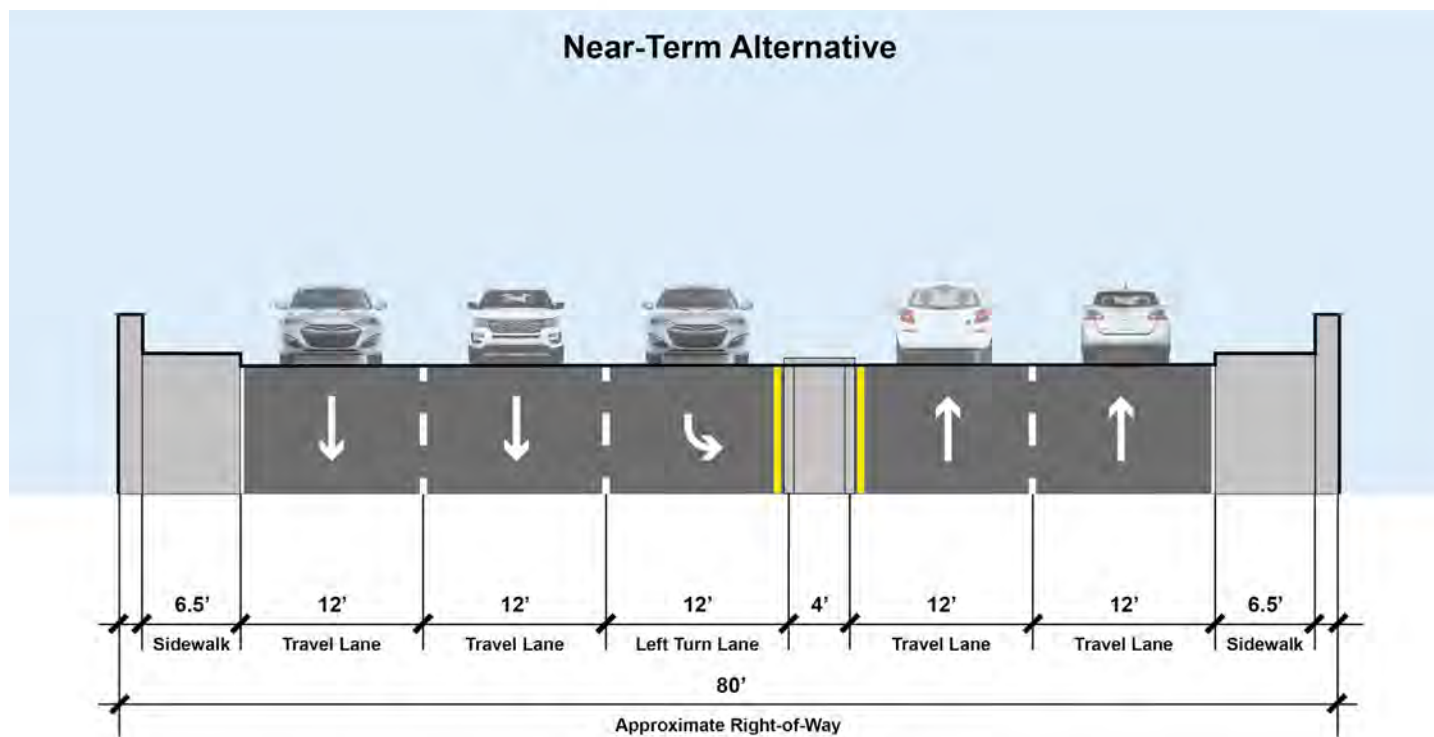 Near-Term Alternative
6.5’ 12’ 12’ 12’ 4’ 12’ 12’ 6.5’
Sidewalk Travel Lane Travel Lane Left Turn Lane Travel Lane Travel Lane Sidewalk
80’
Approximate Right-of-Way